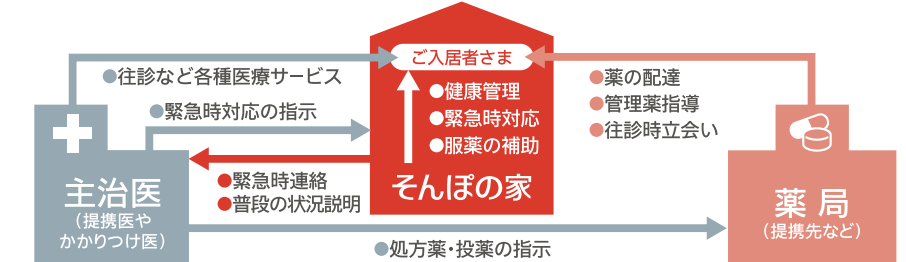 ●往診など各種医療サービス
●緊急時対応の指示
主治医
（提携医や
かかりつけ医）
ご入居者さま
●健康管理
●緊急時対応
●服薬の補助
そんぽの家
●緊急時連絡
●普段の状況説明
●薬の配達
●管理薬指導
●往診時立会い
薬局
（提携先など）
●処方薬・投薬の指示